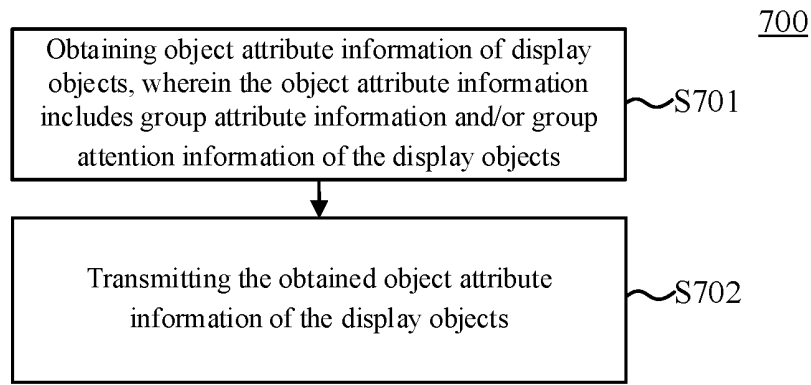 700
Obtaining object attribute information of display
objects, wherein the object attribute information
includes group attribute information and/or group
attention information of the display objects
S701
Transmitting the obtained object attribute
information of the display objects
S702